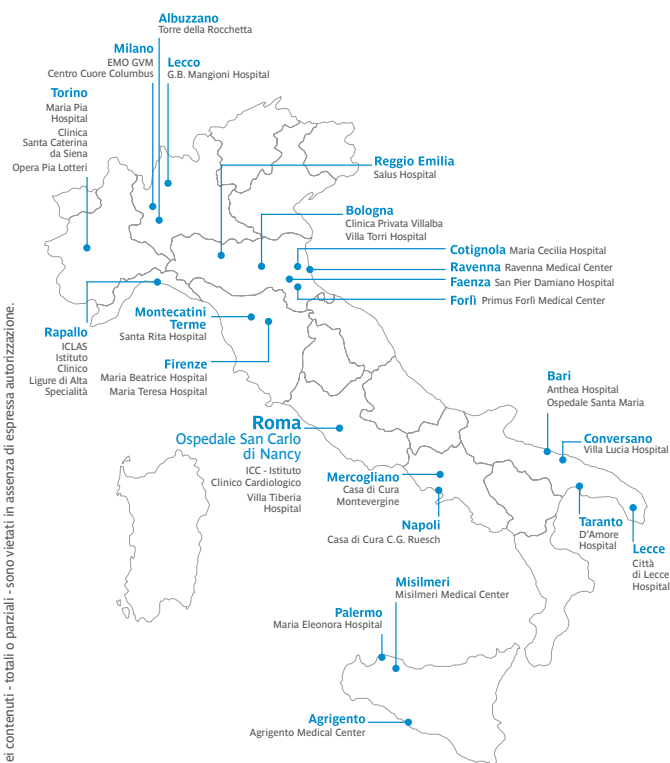 Albuzzano
Torre della Rocchetta
Milano
EMO GVM
Centro Cuore Columbus
Lecco
G.B. Mangioni Hospital
Torino
Maria Pia
Hospital
Clinica
Santa Caterina
da Siena
Opera Pia Lotteri
Reggio Emilia
Salus Hospital
Bologna
Clinica Privata Villalba
Villa Torri Hospital
Cotignola Maria Cecilia Hospital
Ravenna Ravenna Medical Center
Faenza San Pier Damiano Hospital
Forlì Primus Forlì Medical Center
Rapallo
ICLAS
Istituto
Clinico
Ligure di Alta
Specialità
Montecatini
Terme
Santa Rita Hospital
Firenze
Maria Beatrice Hospital
Maria Teresa Hospital
Roma
Ospedale San Carlo
di Nancy
ICC - Istituto
Clinico Cardiologico
Villa Tiberia
Hospital
Bari
Anthea Hospital
Ospedale Santa Maria
Conversano
Villa Lucia Hospital
Mercogliano
Casa di Cura
Montevergine
Napoli
Casa di Cura C.G. Ruesch
Taranto
D'Amore
Hospital
Lecce
Città
di Lecce
Hospital
Misilmeri
Misilmeri Medical Center
Palermo
Maria Eleonora Hospital
Agrigento
Agrigento Medical Center
ei contenuti - totali o parziali - sono vietati in assenza di espressa autorizzazione.